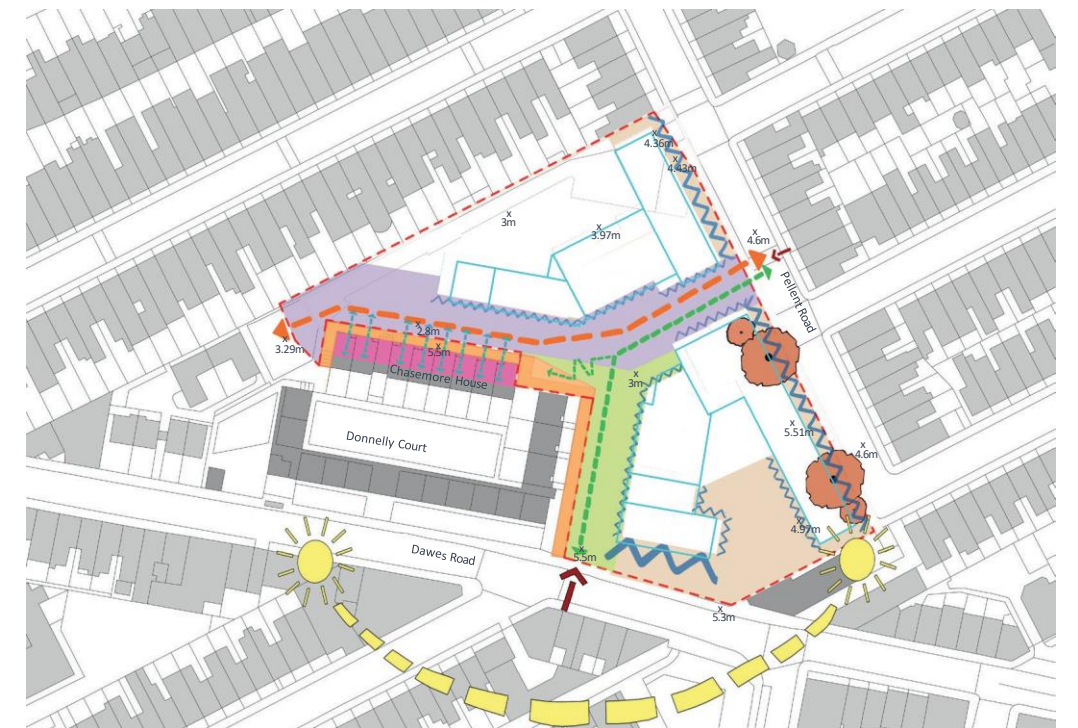 x
4.36m
x
4.43m
x
3m
x
3.97m
x
4.6m
Pellent Road
x
2.8m
x
3.29m
x
5.5m
Chasemore House
x
3m
Donnelly Court
x
5.51m
x
4.6m
x
4.97m
Dawes Road
x
5.5m
x
5.3m